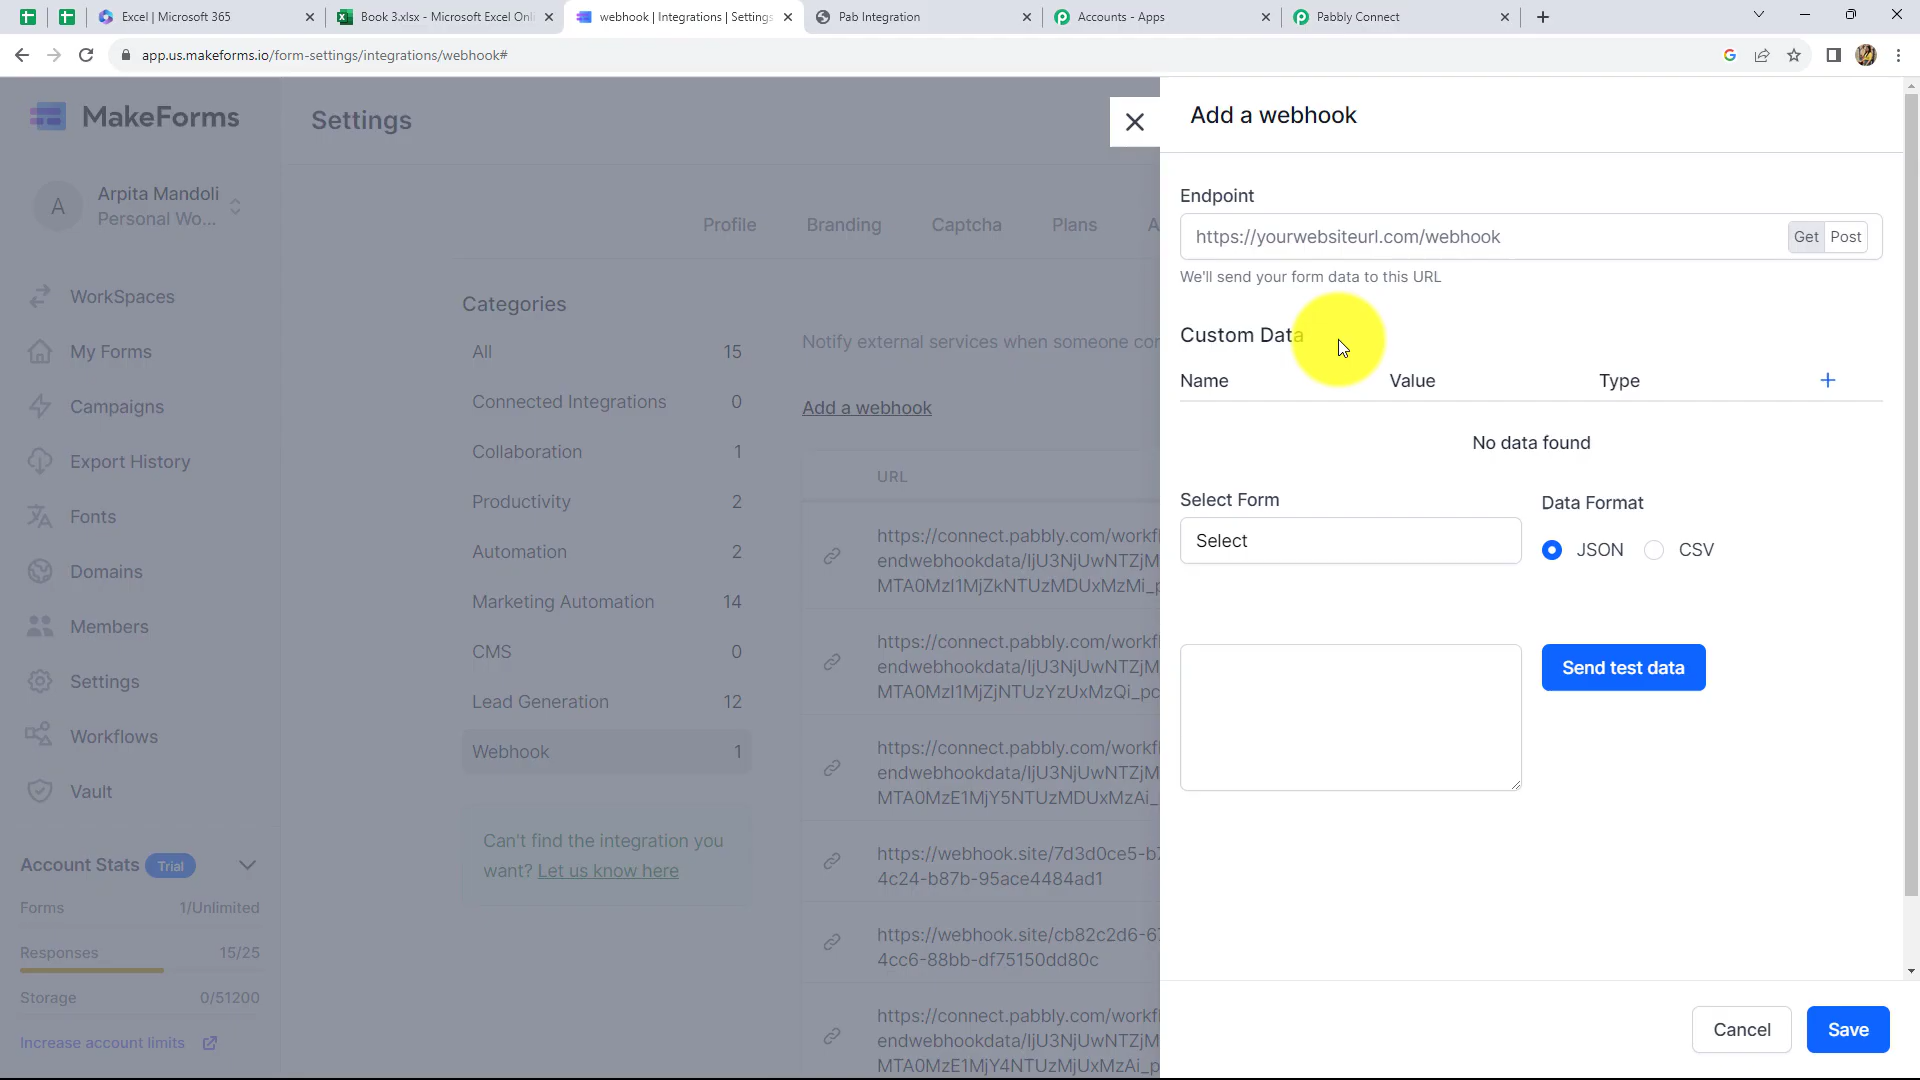 Excel | Microsoft 365
Book 3.xlsx - Microsoft Excel Onl
webhook | Integrations | Settings
Pab Integration
Accounts - Apps
Pabbly Connect
app.us.makeforms.io/form-settings/integrations/webhook#
MakeForms
A
Arpita Mandoli
Personal Wo...
WorkSpaces
My Forms
Campaigns
Export History
Fonts
Domains
Members
Settings
Workflows
Vault
Account Stats Trial
Forms 1/Unlimited
Responses 15/25
Storage 0/51200
Increase account limits
Settings
Profile Branding Captcha Plans A
Categories
All 15
Connected Integrations 0
Collaboration 1
Productivity 2
Automation 2
Marketing Automation 14
CMS 0
Lead Generation 12
Webhook 1
Can't find the integration you
want? Let us know here
Notify external services when someone
Add a webhook
URL
https://connect.pabbly.com/workfl
endwebhookdata/IjU3NjUwNTZjM
https://connect.pabbly.com/workfl
endwebhookdata/IjU3NjUwNTZjM
https://connect.pabbly.com/workfl
endwebhookdata/IjU3NjUwNTZjM
https://webhook.site/7d3d0ce5-b
4c24-b87b-95ace4484ad1
https://webhook.site/cb82c2d6-6
4cc6-88bb-df75150dd80c
https://connect.pabbly.com/workfl
endwebhookdata/IjU3NjUwNTZjM
Add a webhook
Endpoint
https://yourwebsiteurl.com/webhook
Get Post
We'll send your form data to this URL
Custom Data
Name Value Type
No data found
Select Form
Select
Data Format
JSON CSV
Send test data
Cancel Save